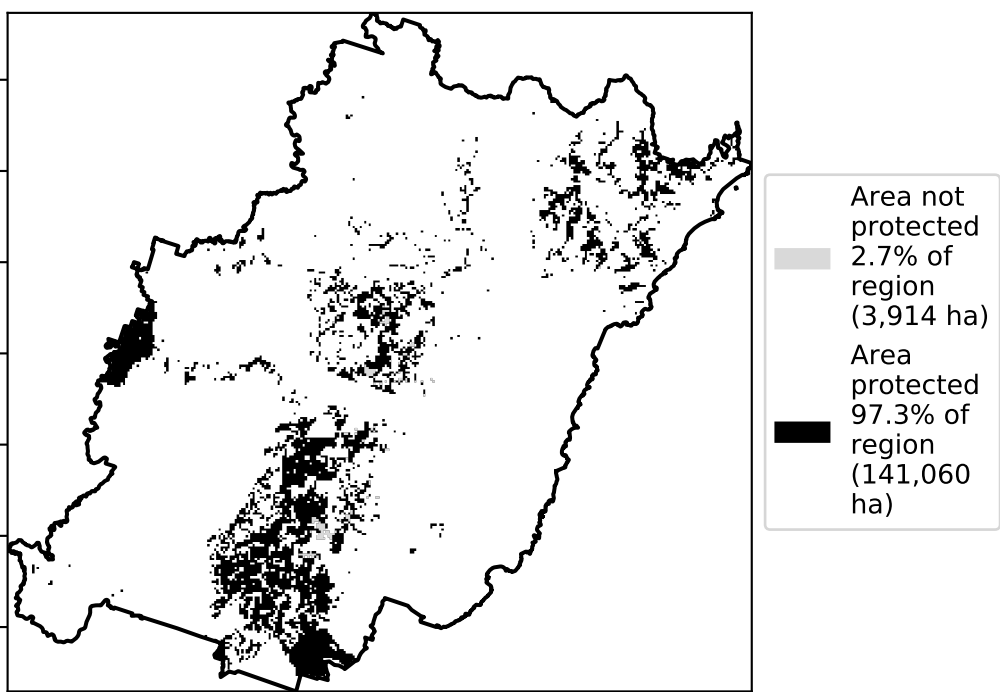 Area not
protected
2.7% of
region
(3,914 ha)
Area
protected
97.3% of
region
(141,060
ha)